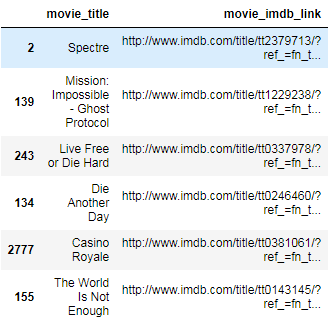 movie_title movie_imdb_link
2 Spectre http://www.imdb.com/title/tt2379713/?
ref_=fn_t...
Mission:
Impossible
- Ghost
Protocol
139 http://www.imdb.com/title/tt1229238/?
ref_=fn_t...
243 Live Free
or Die Hard
http://www.imdb.com/title/tt0337978/?
ref_=fn_t...
134 Die
Another
Day
http://www.imdb.com/title/tt0246460/?
ref_=fn_t...
2777 Casino
Royale
http://www.imdb.com/title/tt0381061/?
ref_=fn_t...
155 The World
Is Not
Enough
http://www.imdb.com/title/tt0143145/?
ref_=fn_t...